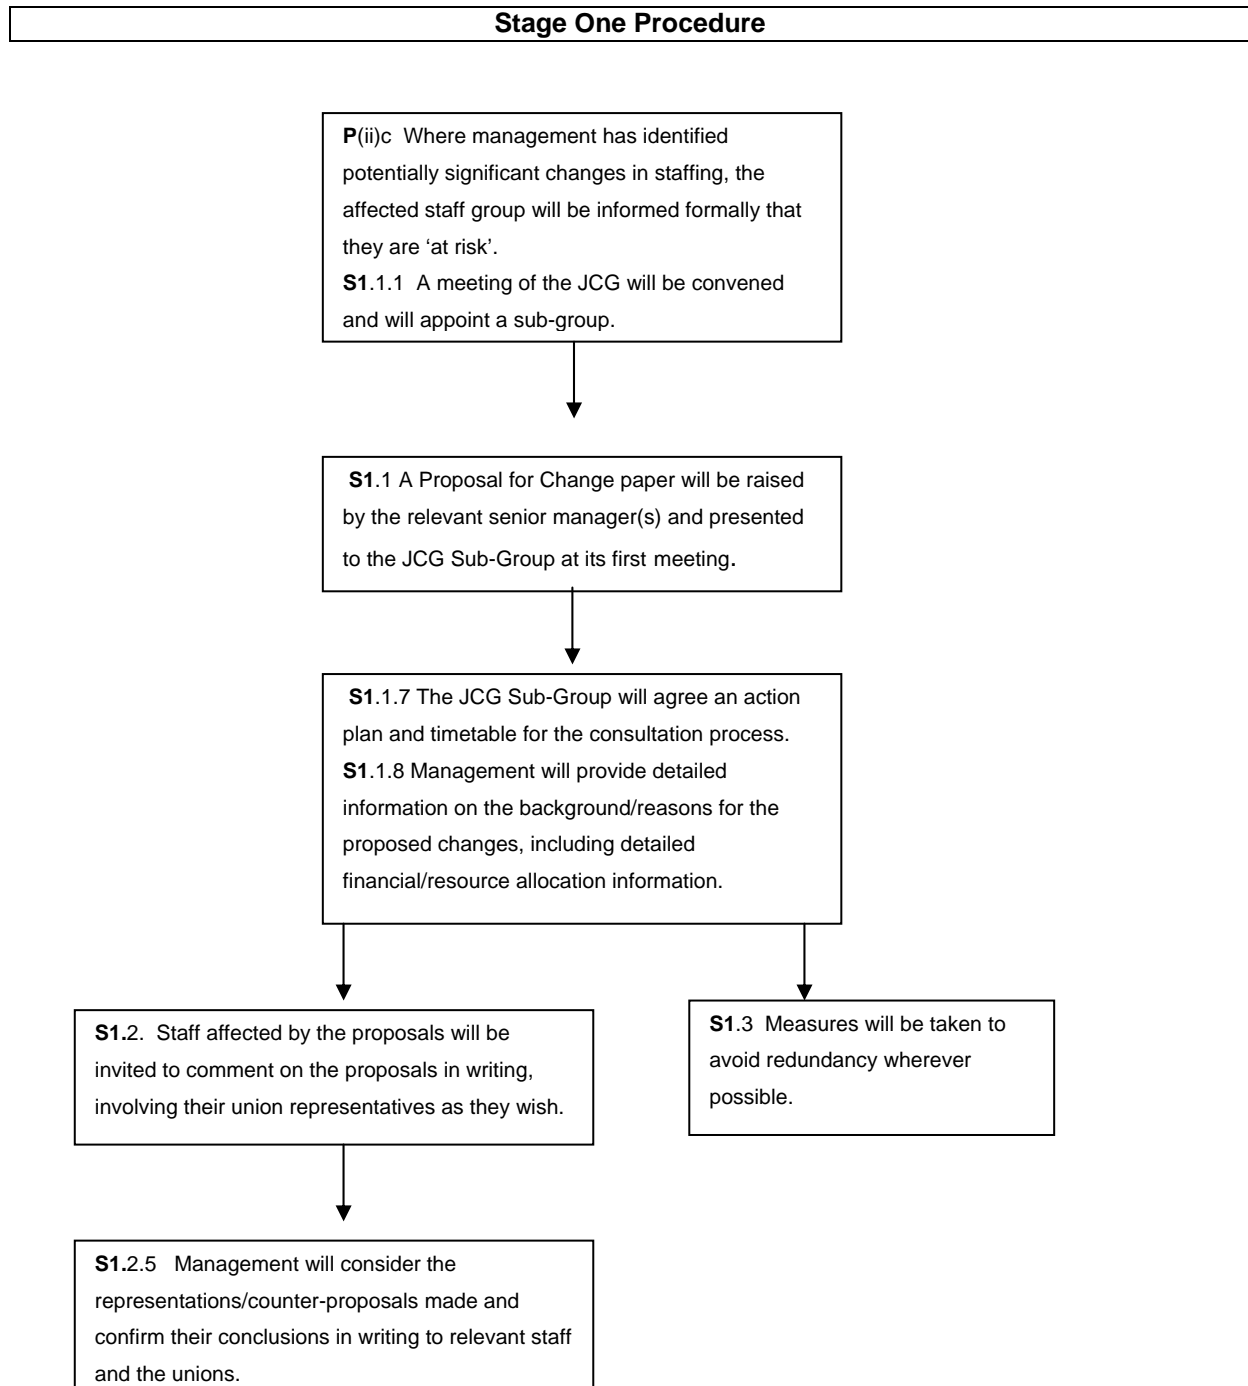 Stage One Procedure
P(ii)c Where management has identified
potentially significant changes in staffing, the
affected staff group will be informed formally that
they are ‘at risk’.
S1.1.1 A meeting of the JCG will be convened
and will appoint a sub-group.
S1.1 A Proposal for Change paper will be raised
by the relevant senior manager(s) and presented
to the JCG Sub-Group at its first meeting.
S1.1.7 The JCG Sub-Group will agree an action
plan and timetable for the consultation process.
S1.1.8 Management will provide detailed
information on the background/reasons for the
proposed changes, including detailed
financial/resource allocation information.
S1.2. Staff affected by the proposals will be
invited to comment on the proposals in writing,
involving their union representatives as they wish.
S1.3 Measures will be taken to
avoid redundancy wherever
possible.
S1.2.5 Management will consider the
representations/counter-proposals made and
confirm their conclusions in writing to relevant staff
and the unions.